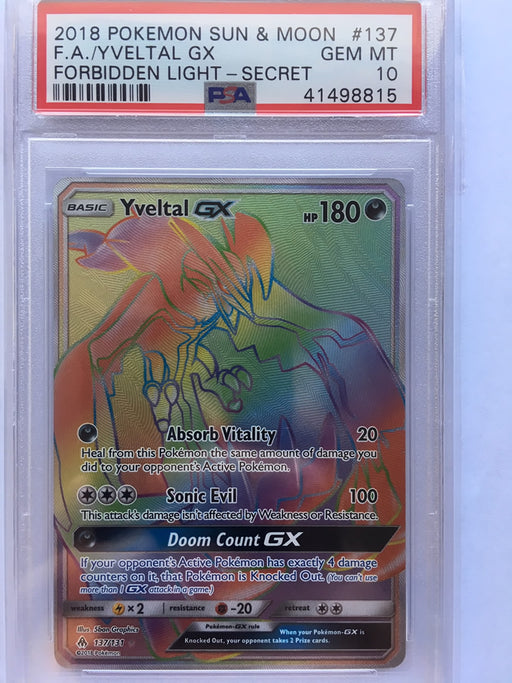 2018 POKEMON SUN & MOON #137
F.A./YVELTAL GX GEM MT
FORBIDDEN LIGHT - SECRET 10
PSA 41498815
BASIC Yveltal GX HP 180
Absorb Vitality 20
Heal from this Pokémon the same amount of damage you
did to your opponent's Active Pokémon.
Sonic Evil 100
This attack's damage isn't affected by Weakness or Resistance.
Doom Count GX
If your opponent's Active Pokémon has exactly 4 damage
counters on it, that Pokémon is Knocked Out. (You can't use
more than 1 GX attack in a game.)
weakness ×2 resistance -20 retreat
Illus. 5ban Graphics
137/131
©2018 Pokémon
Pokémon-GX rule
When your Pokémon-GX is
Knocked Out, your opponent takes 2 Prize cards.